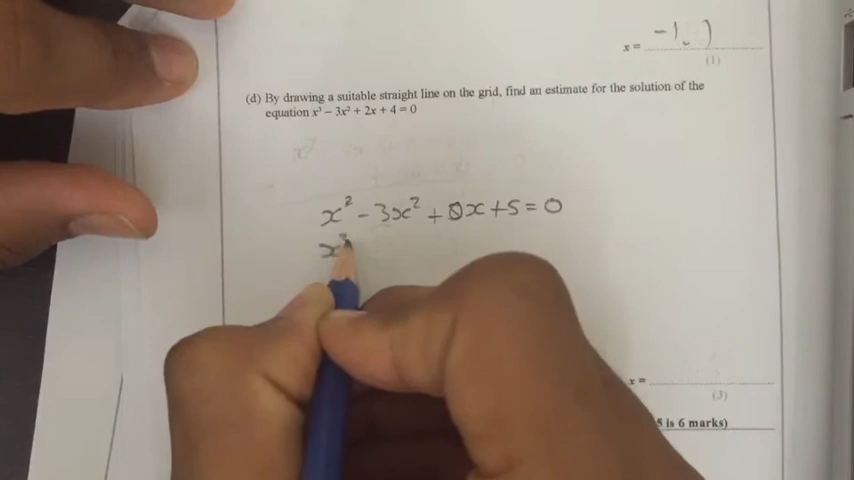 x = -1.
(1)
(d) By drawing a suitable straight line on the grid, find an estimate for the solution of the
equation x³ – 3x² + 2x + 4 = 0
x² - 3x² + 0x + 5 = 0
x³
x =
(3)
5 is 6 marks)